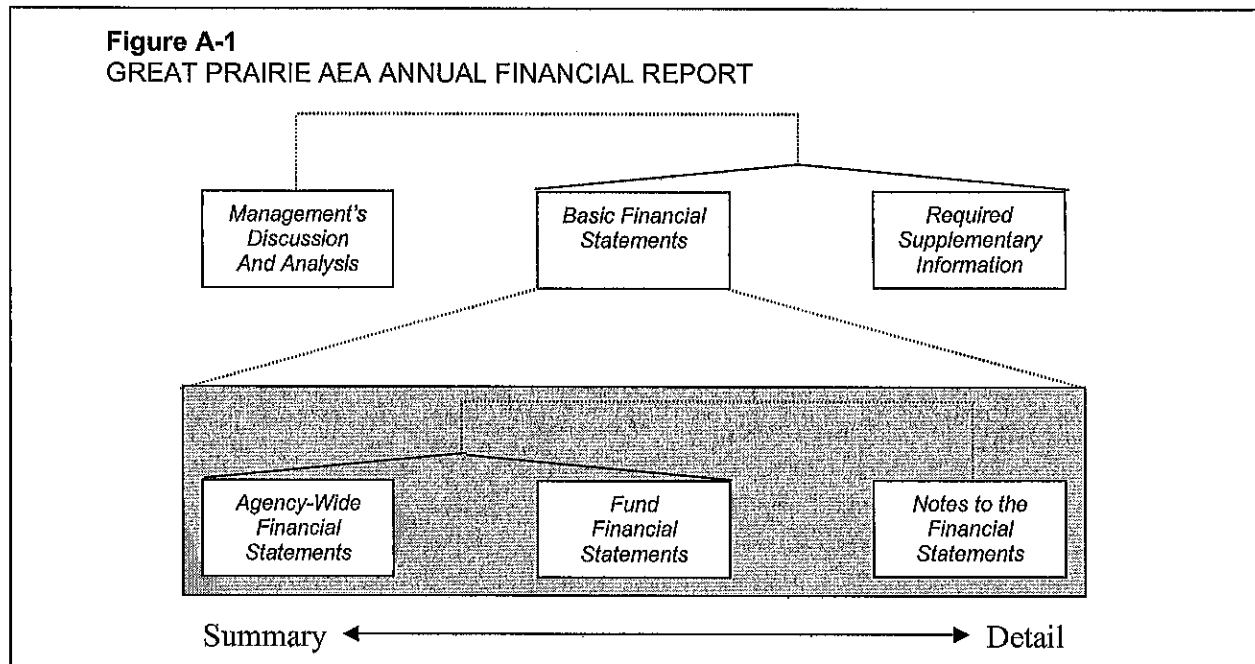 Figure A-1
GREAT PRAIRIE AEA ANNUAL FINANCIAL REPORT
Management's
Discussion
And Analysis
Basic Financial
Statements
Required
Supplementary
Information
Agency-Wide
Financial
Statements
Fund
Financial
Statements
Notes to the
Financial
Statements
Summary
Detail